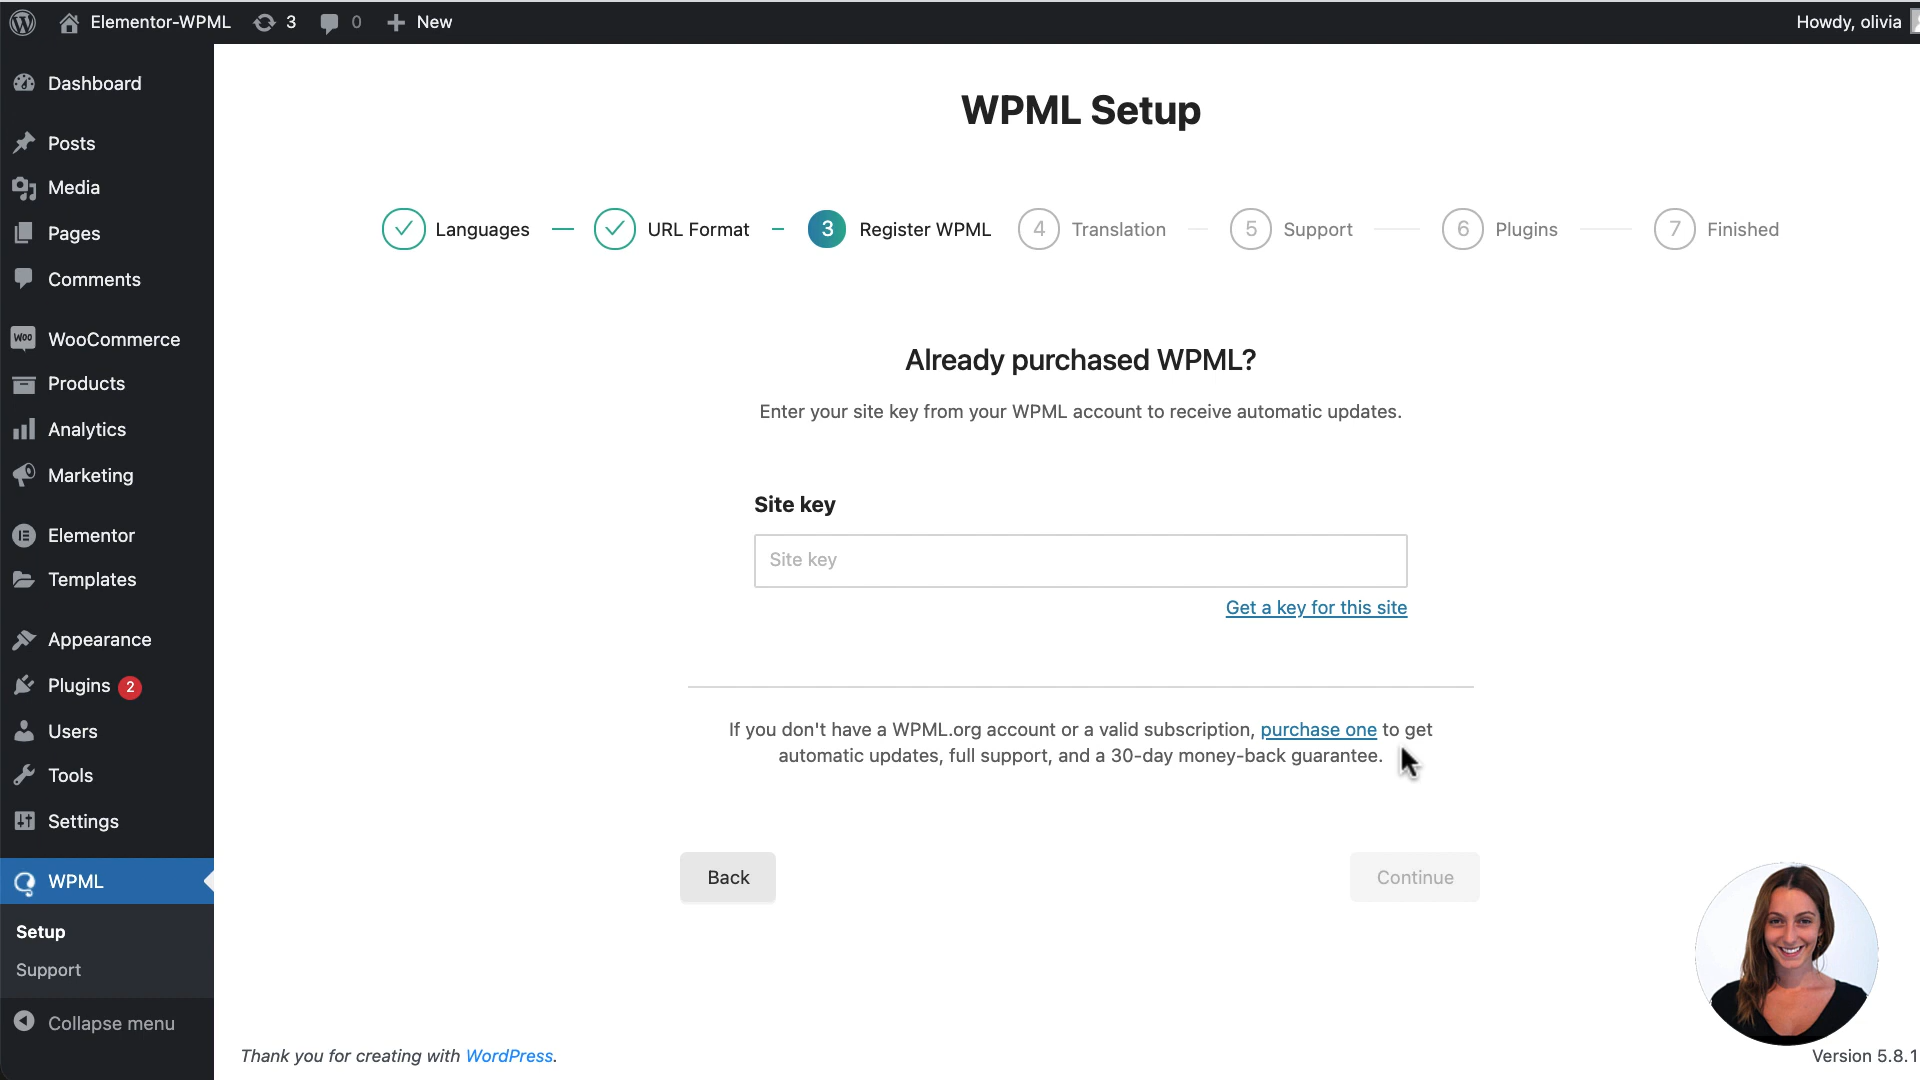 Elementor-WPML 3 0 New Howdy, olivia
Dashboard
Posts
Media
Pages
Comments
WooCommerce
Products
Analytics
Marketing
Elementor
Templates
Appearance
Plugins 2
Users
Tools
Settings
WPML
Setup
Support
Collapse menu
WPML Setup
Languages URL Format 3 Register WPML 4 Translation 5 Support 6 Plugins 7 Finished
Already purchased WPML?
Enter your site key from your WPML account to receive automatic updates.
Site key
Site key
Get a key for this site
If you don't have a WPML.org account or a valid subscription, purchase one to get
automatic updates, full support, and a 30-day money-back guarantee.
Back Continue
Thank you for creating with WordPress. Version 5.8.1